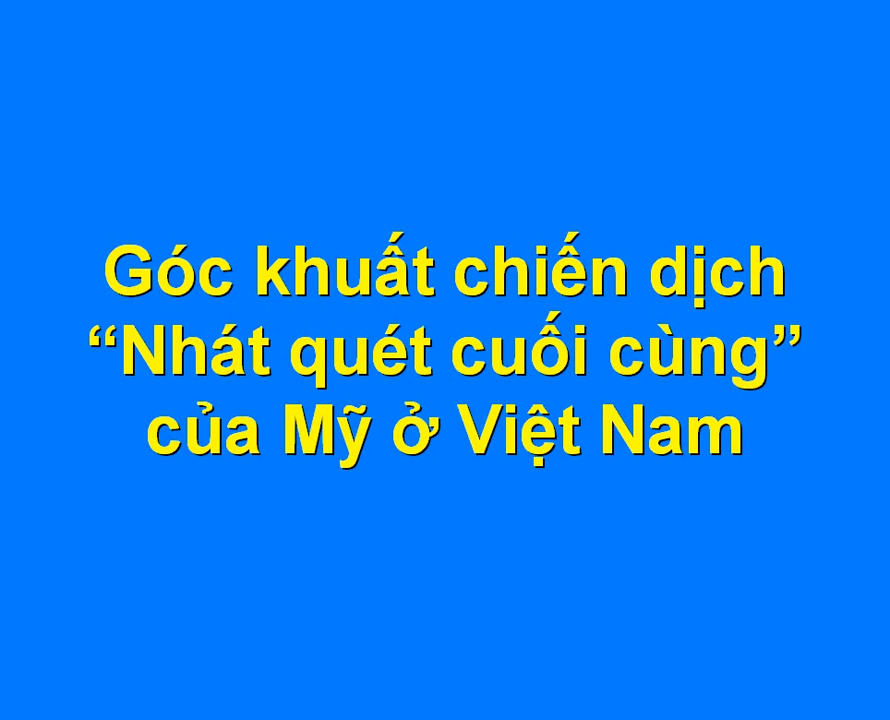 Góc khuất chiến dịch
“Nhát quét cuối cùng”
của Mỹ ở Việt Nam